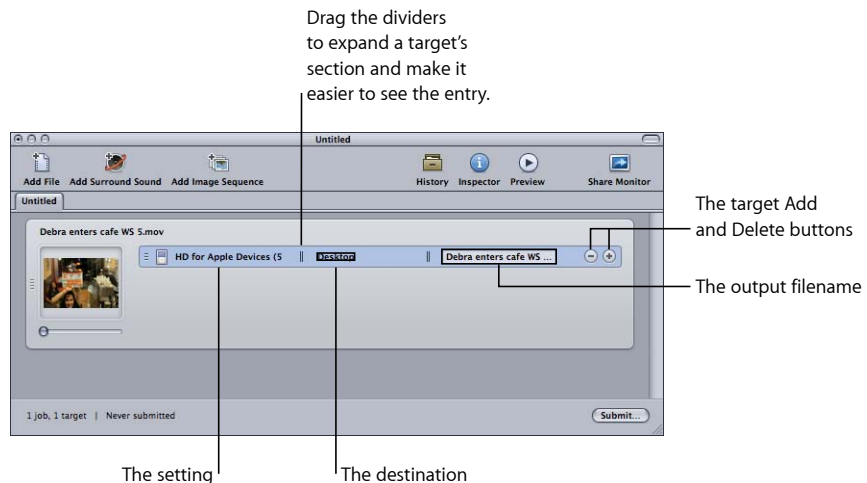 Drag the dividers
to expand a target's
section and make it
easier to see the entry.
Untitled
Add File Add Surround Sound Add Image Sequence History Inspector Preview Share Monitor
Untitled
Debra enters cafe WS 5.mov
HD for Apple Devices (5 Desktop Debra enters cafe WS ...
The target Add
and Delete buttons
The output filename
1 job, 1 target | Never submitted Submit...
The setting The destination